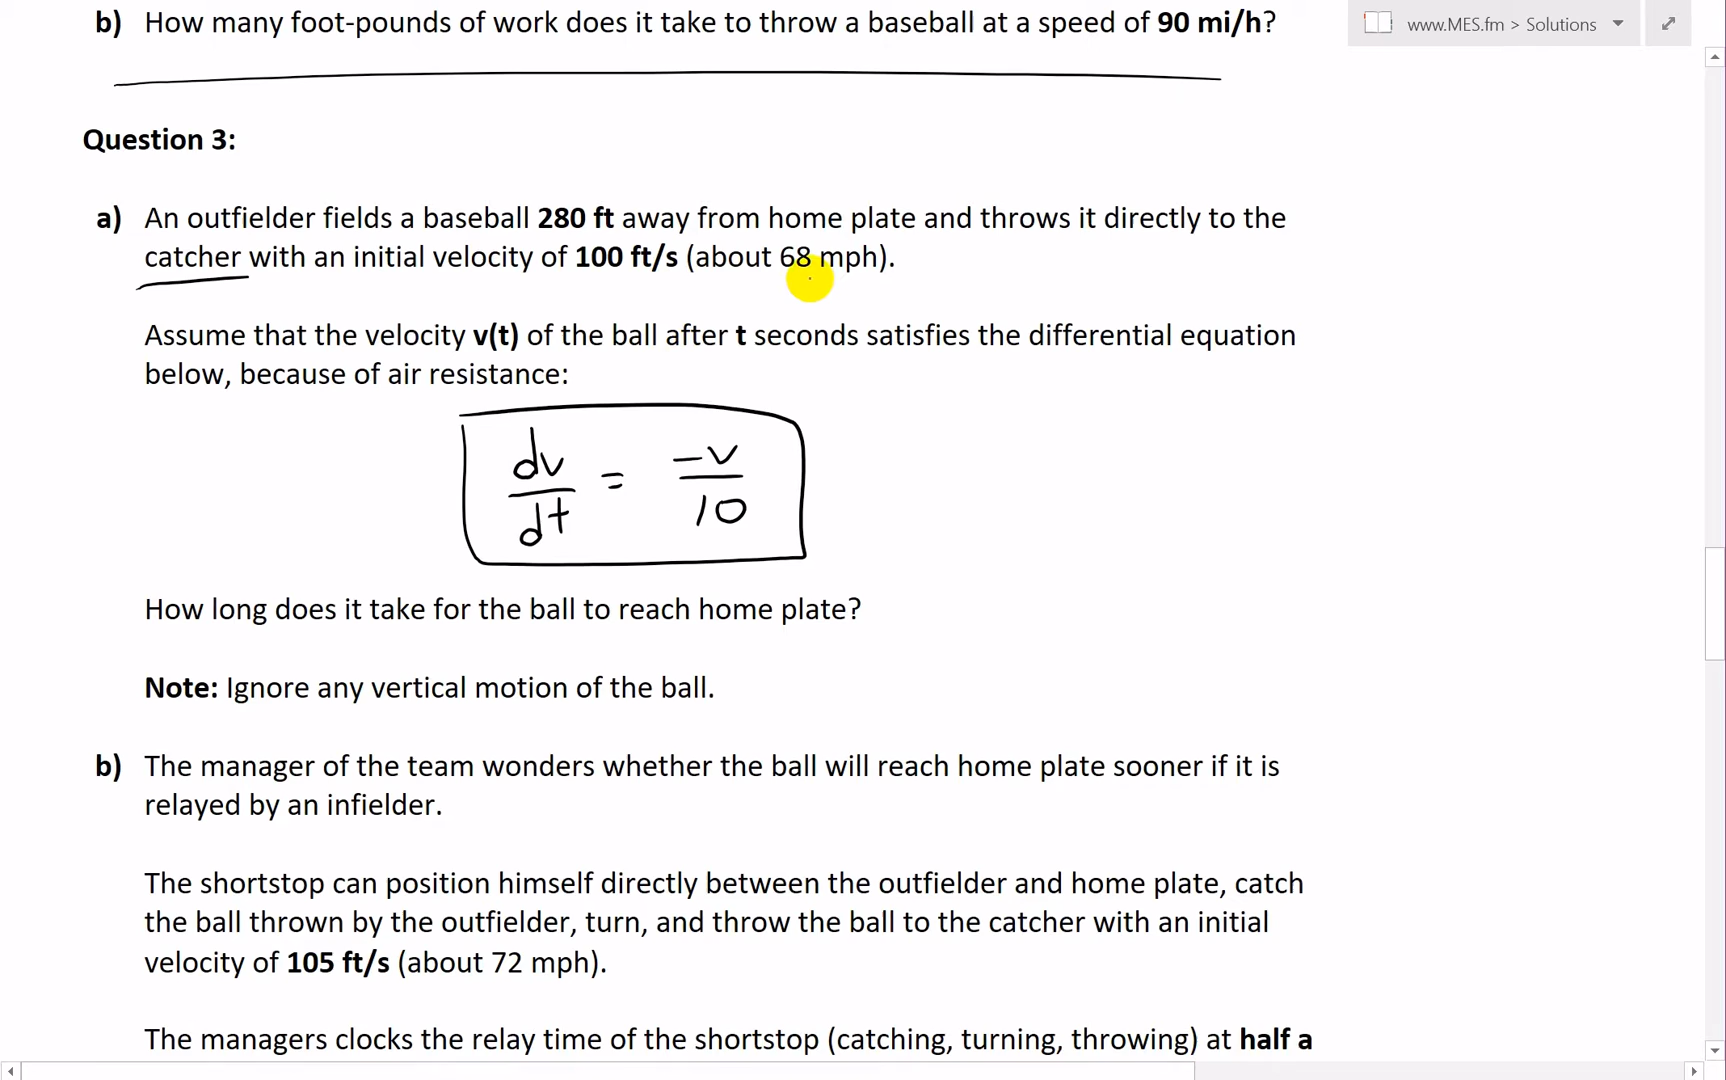 b) How many foot-pounds of work does it take to throw a baseball at a speed of 90 mi/h?
www.MES.fm > Solutions
Question 3:
a) An outfielder fields a baseball 280 ft away from home plate and throws it directly to the
catcher with an initial velocity of 100 ft/s (about 68 mph).
Assume that the velocity v(t) of the ball after t seconds satisfies the differential equation
below, because of air resistance:
dv/dt = -v/10
How long does it take for the ball to reach home plate?
Note: Ignore any vertical motion of the ball.
b) The manager of the team wonders whether the ball will reach home plate sooner if it is
relayed by an infielder.
The shortstop can position himself directly between the outfielder and home plate, catch
the ball thrown by the outfielder, turn, and throw the ball to the catcher with an initial
velocity of 105 ft/s (about 72 mph).
The managers clocks the relay time of the shortstop (catching, turning, throwing) at half a